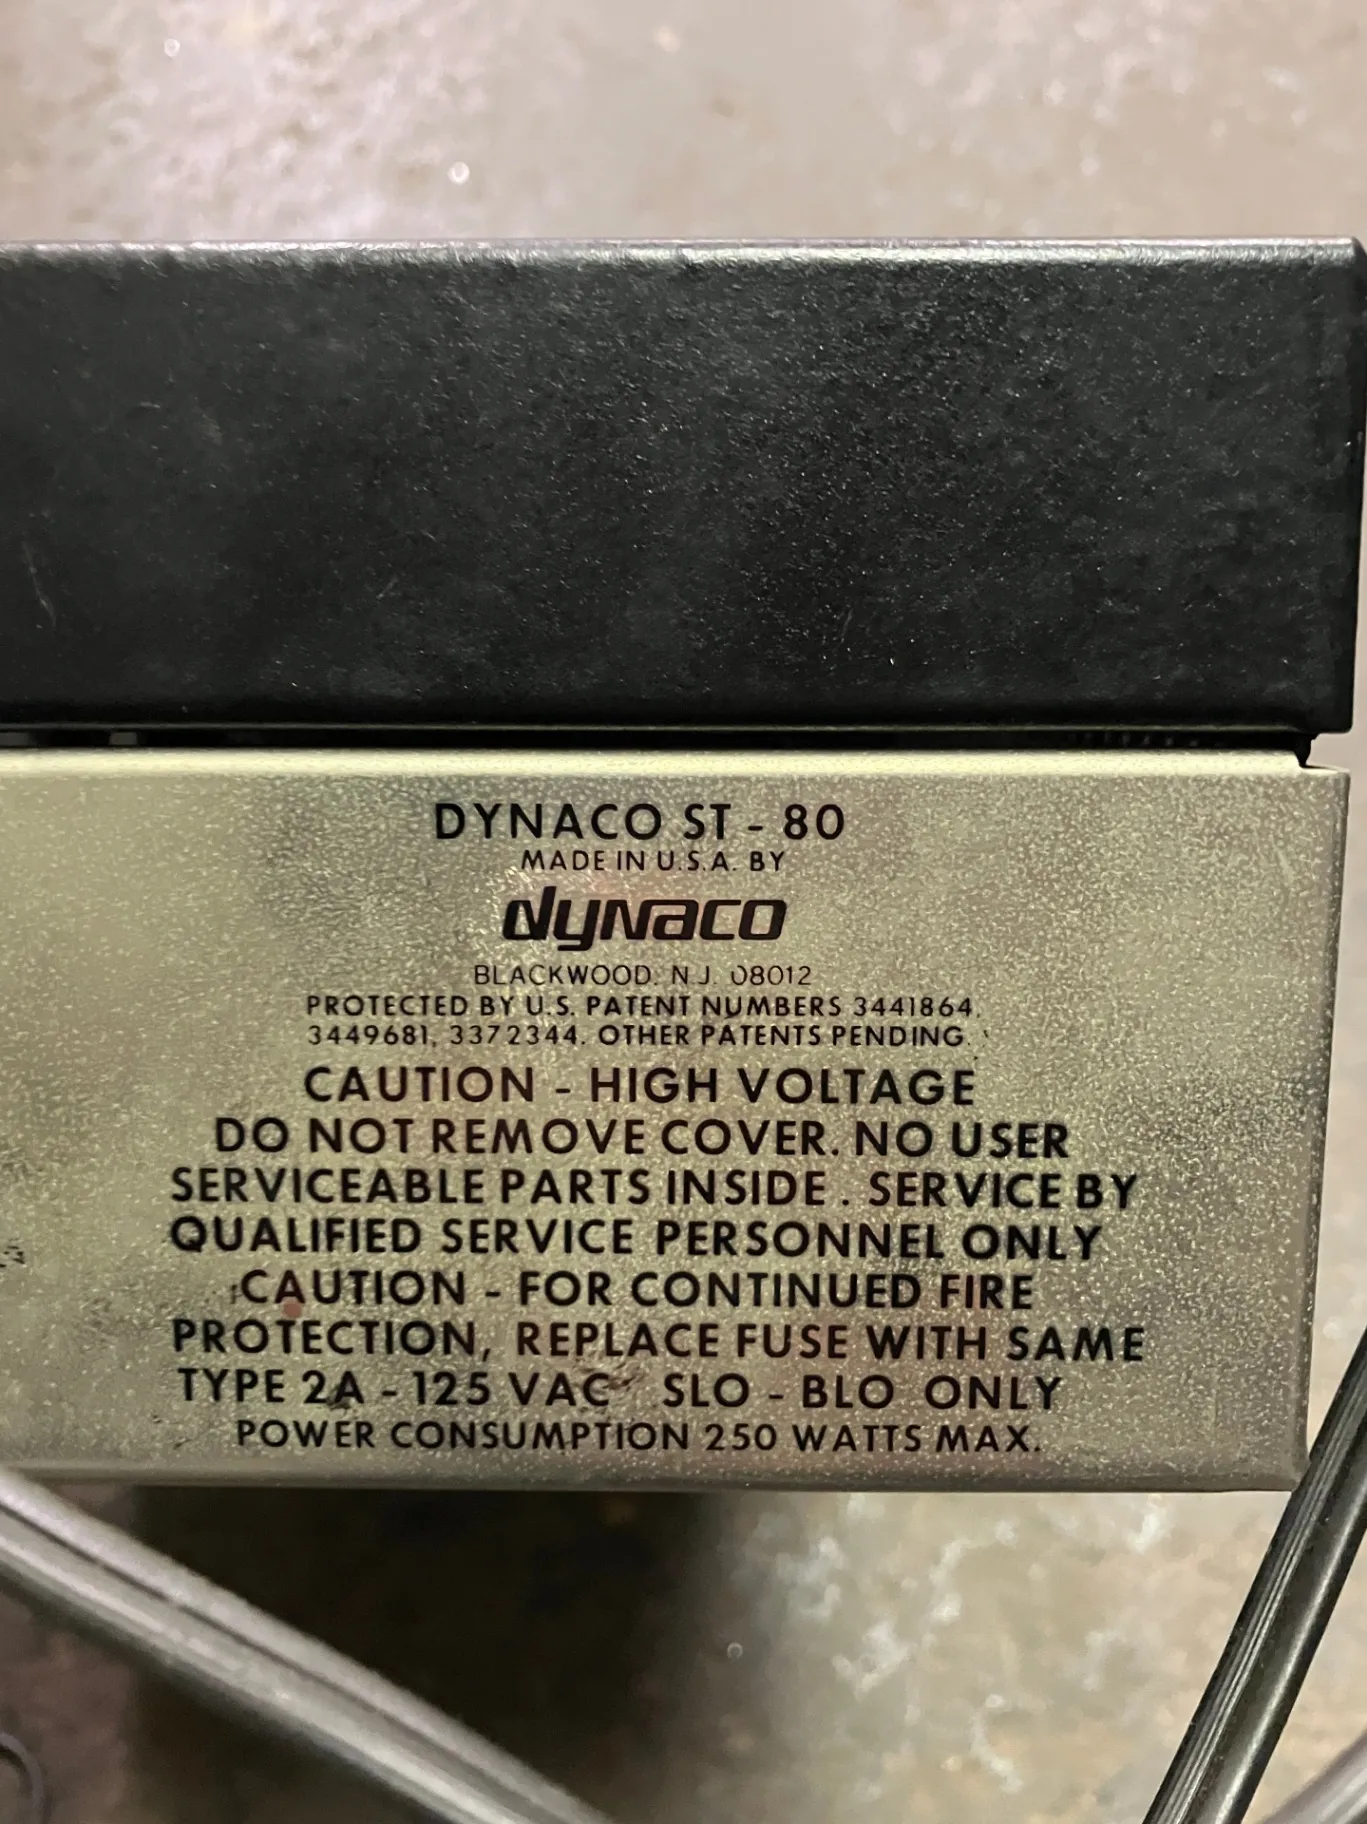 DYNACO ST - 80
MADE IN U.S.A. BY
dynaco
BLACKWOOD. N.J. 08012
PROTECTED BY U.S. PATENT NUMBERS 3441864,
3449681, 3372344. OTHER PATENTS PENDING.
CAUTION - HIGH VOLTAGE
DO NOT REMOVE COVER. NO USER
SERVICEABLE PARTS INSIDE . SERVICE BY
QUALIFIED SERVICE PERSONNEL ONLY
CAUTION - FOR CONTINUED FIRE
PROTECTION, REPLACE FUSE WITH SAME
TYPE 2A - 125 VAC SLO - BLO ONLY
POWER CONSUMPTION 250 WATTS MAX.